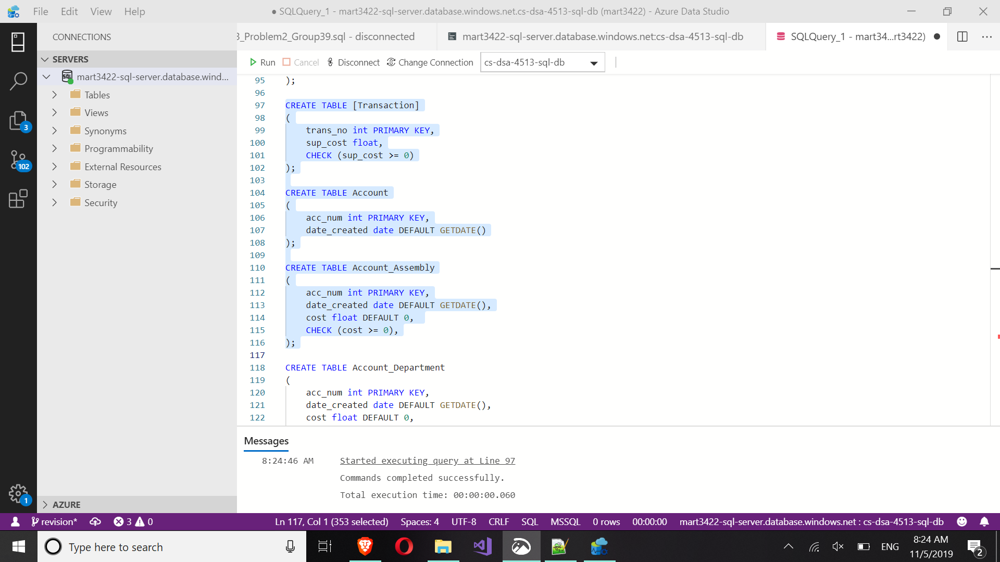 File Edit View Help
● SQLQuery_1 - mart3422-sql-server.database.windows.net.cs-dsa-4513-sql-db (mart3422) - Azure Data Studio
CONNECTIONS
3_Problem2_Group39.sql - disconnected
mart3422-sql-server.database.windows.net:cs-dsa-4513-sql-db
SQLQuery_1 - mart34...rt3422) ●
SERVERS
mart3422-sql-server.database.wind...
Tables
Views
Synonyms
Programmability
External Resources
Storage
Security
AZURE
3
102
1
Run Cancel Disconnect Change Connection cs-dsa-4513-sql-db
95 );
96
97 CREATE TABLE [Transaction]
98 (
99 trans_no int PRIMARY KEY,
100 sup_cost float,
101 CHECK (sup_cost >= 0)
102 );
103
104 CREATE TABLE Account
105 (
106 acc_num int PRIMARY KEY,
107 date_created date DEFAULT GETDATE()
108 );
109
110 CREATE TABLE Account_Assembly
111 (
112 acc_num int PRIMARY KEY,
113 date_created date DEFAULT GETDATE(),
114 cost float DEFAULT 0,
115 CHECK (cost >= 0),
116 );
117
118 CREATE TABLE Account_Department
119 (
120 acc_num int PRIMARY KEY,
121 date_created date DEFAULT GETDATE(),
122 cost float DEFAULT 0,
Messages
8:24:46 AM Started executing query at Line 97
Commands completed successfully.
Total execution time: 00:00:00.060
revision* 3 0 Ln 117, Col 1 (353 selected) Spaces: 4 UTF-8 CRLF SQL MSSQL 0 rows 00:00:00 mart3422-sql-server.database.windows.net : cs-dsa-4513-sql-db
Type here to search
ENG
8:24 AM
11/5/2019
2